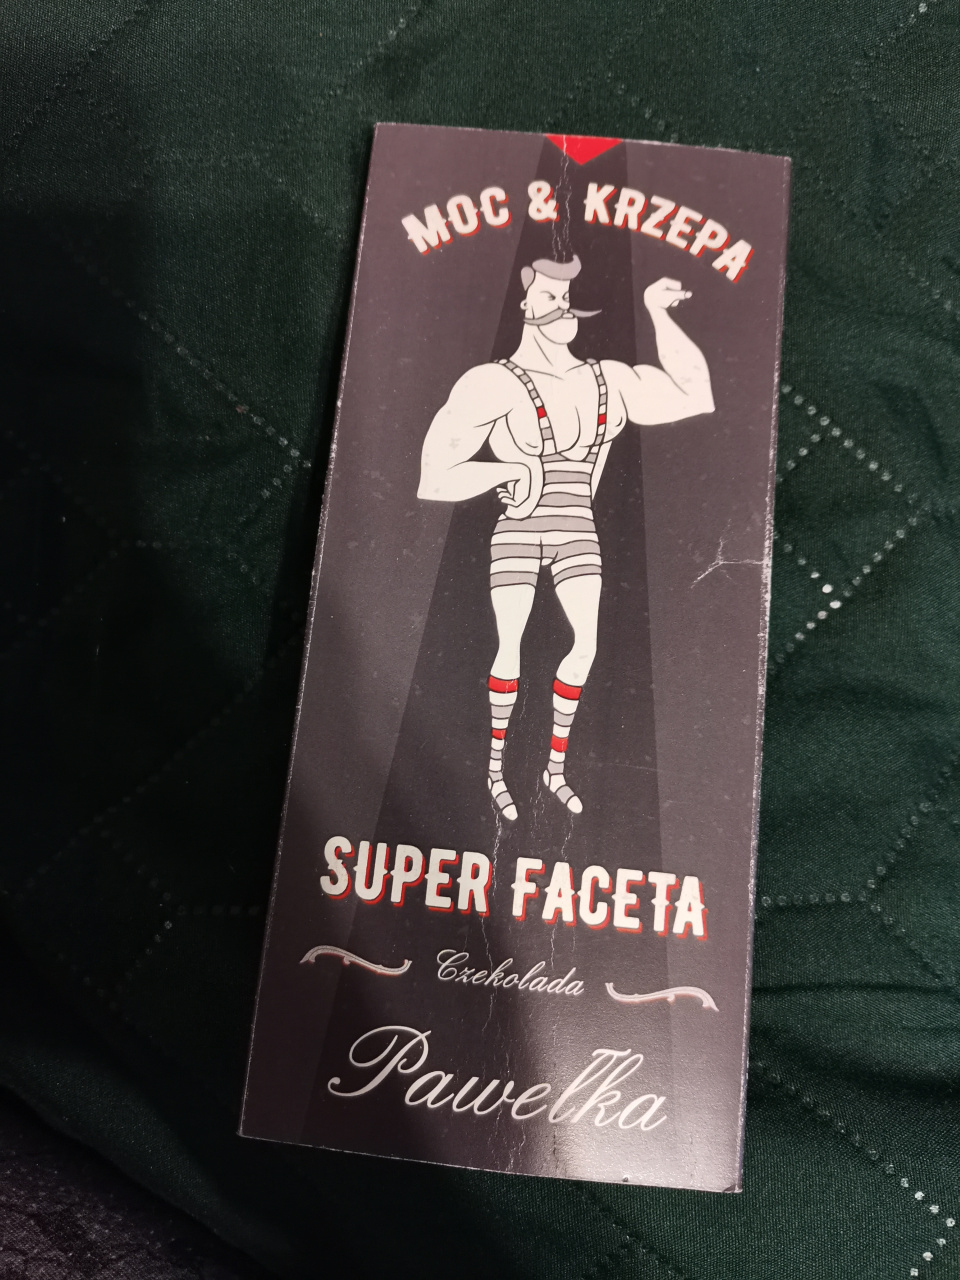 MOC & KRZEPA
SUPER FACETA
Czekolada
Pawełka